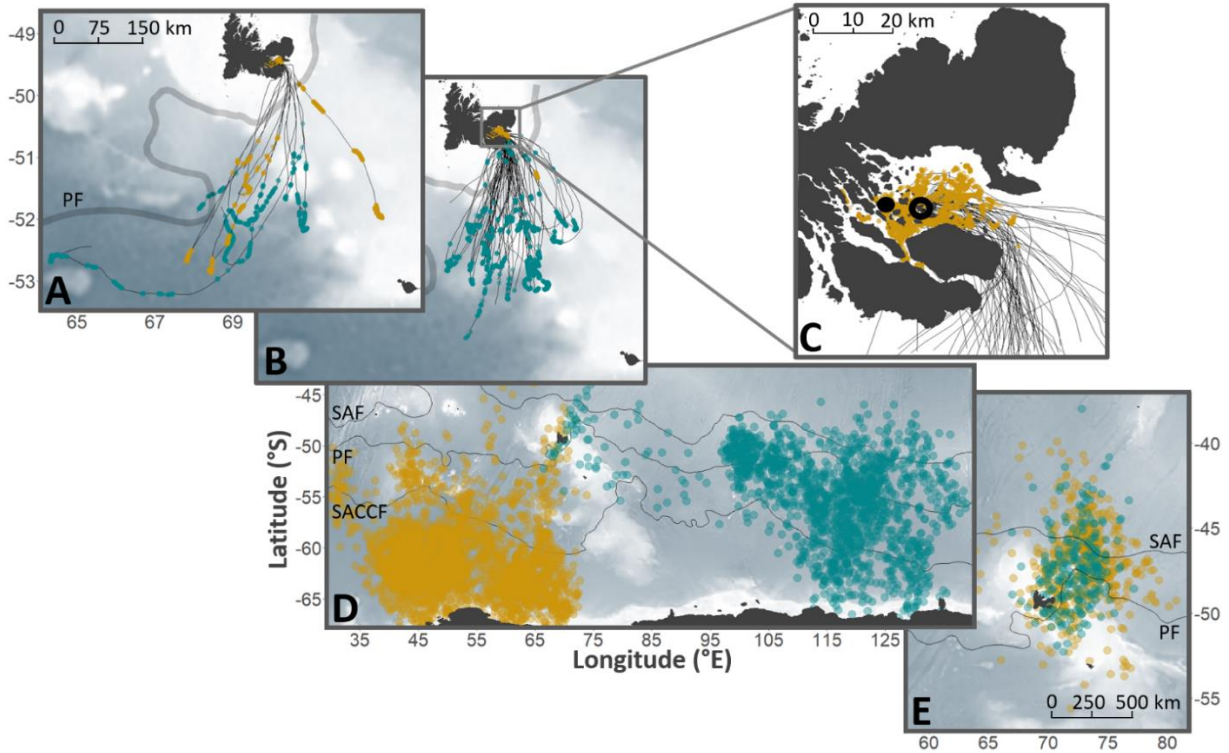 -49
-50
-51
-52
-53
0 75 150 km
PF
A
65 67 69
B
0 10 20 km
C
Latitude (°S)
-45
-50
-55
-60
-65
SAF
PF
SACCF
D
35 45 55 65 75 85 95 105 115 125
Longitude (°E)
SAF
PF
-40
-45
-50
-55
0 250 500 km
E
60 65 70 75 80